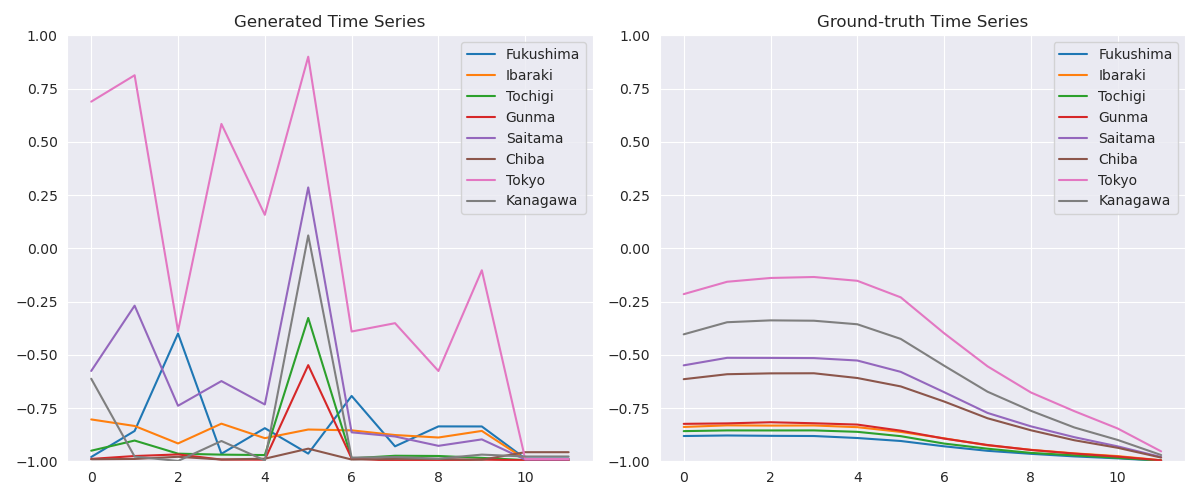 Generated Time Series
1.00
0.75
0.50
0.25
0.00
−0.25
−0.50
−0.75
−1.00
0 2 4 6 8 10
Fukushima
Ibaraki
Tochigi
Gunma
Saitama
Chiba
Tokyo
Kanagawa
Ground-truth Time Series
1.00
0.75
0.50
0.25
0.00
−0.25
−0.50
−0.75
−1.00
0 2 4 6 8 10
Fukushima
Ibaraki
Tochigi
Gunma
Saitama
Chiba
Tokyo
Kanagawa